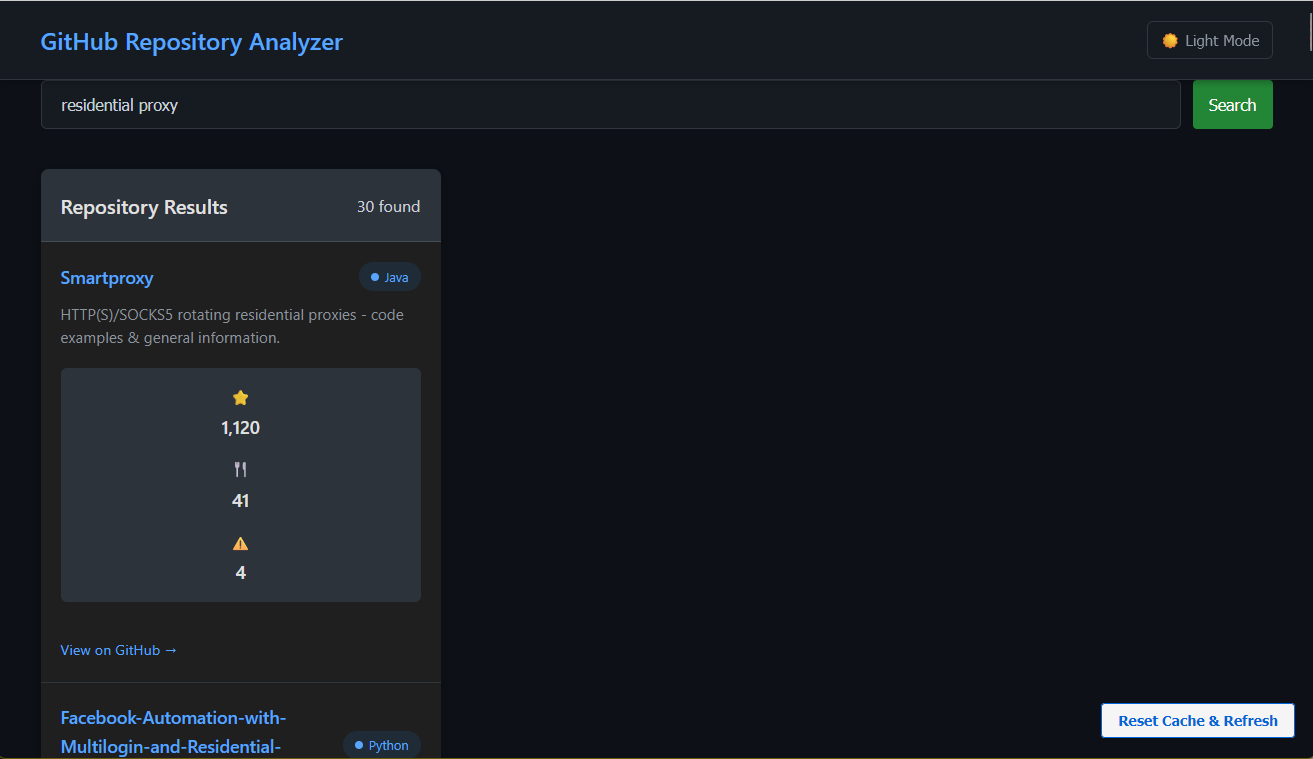 GitHub Repository Analyzer
Light Mode
residential proxy
Search
Repository Results
30 found
Smartproxy
Java
HTTP(S)/SOCKS5 rotating residential proxies - code
examples & general information.
1,120
41
4
View on GitHub →
Facebook-Automation-with-
Multilogin-and-Residential-
Python
Reset Cache & Refresh